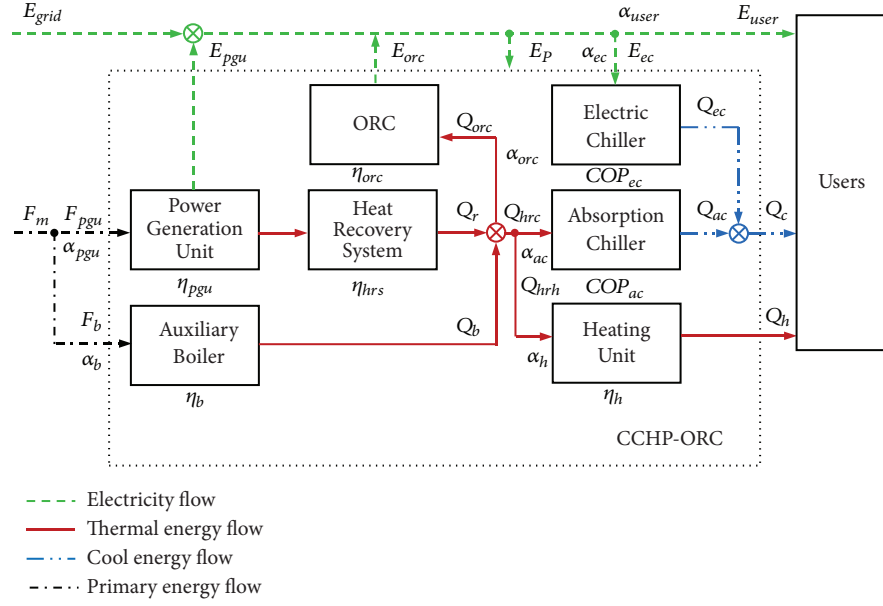 E_grid
α_user
E_user
E_pgu
E_orc
E_P
α_ec
E_ec
ORC
Q_orc
Electric
Chiller
Q_ec
η_orc
α_orc
COP_ec
Users
F_m
F_pgu
α_pgu
Power
Generation
Unit
Heat
Recovery
System
Q_r
Q_hrc
α_ac
Absorption
Chiller
Q_ac
Q_c
η_pgu
η_hrs
Q_hrh
COP_ac
F_b
α_b
Auxiliary
Boiler
Q_b
α_h
Heating
Unit
Q_h
η_b
η_h
CCHP-ORC
Electricity flow
Thermal energy flow
Cool energy flow
Primary energy flow